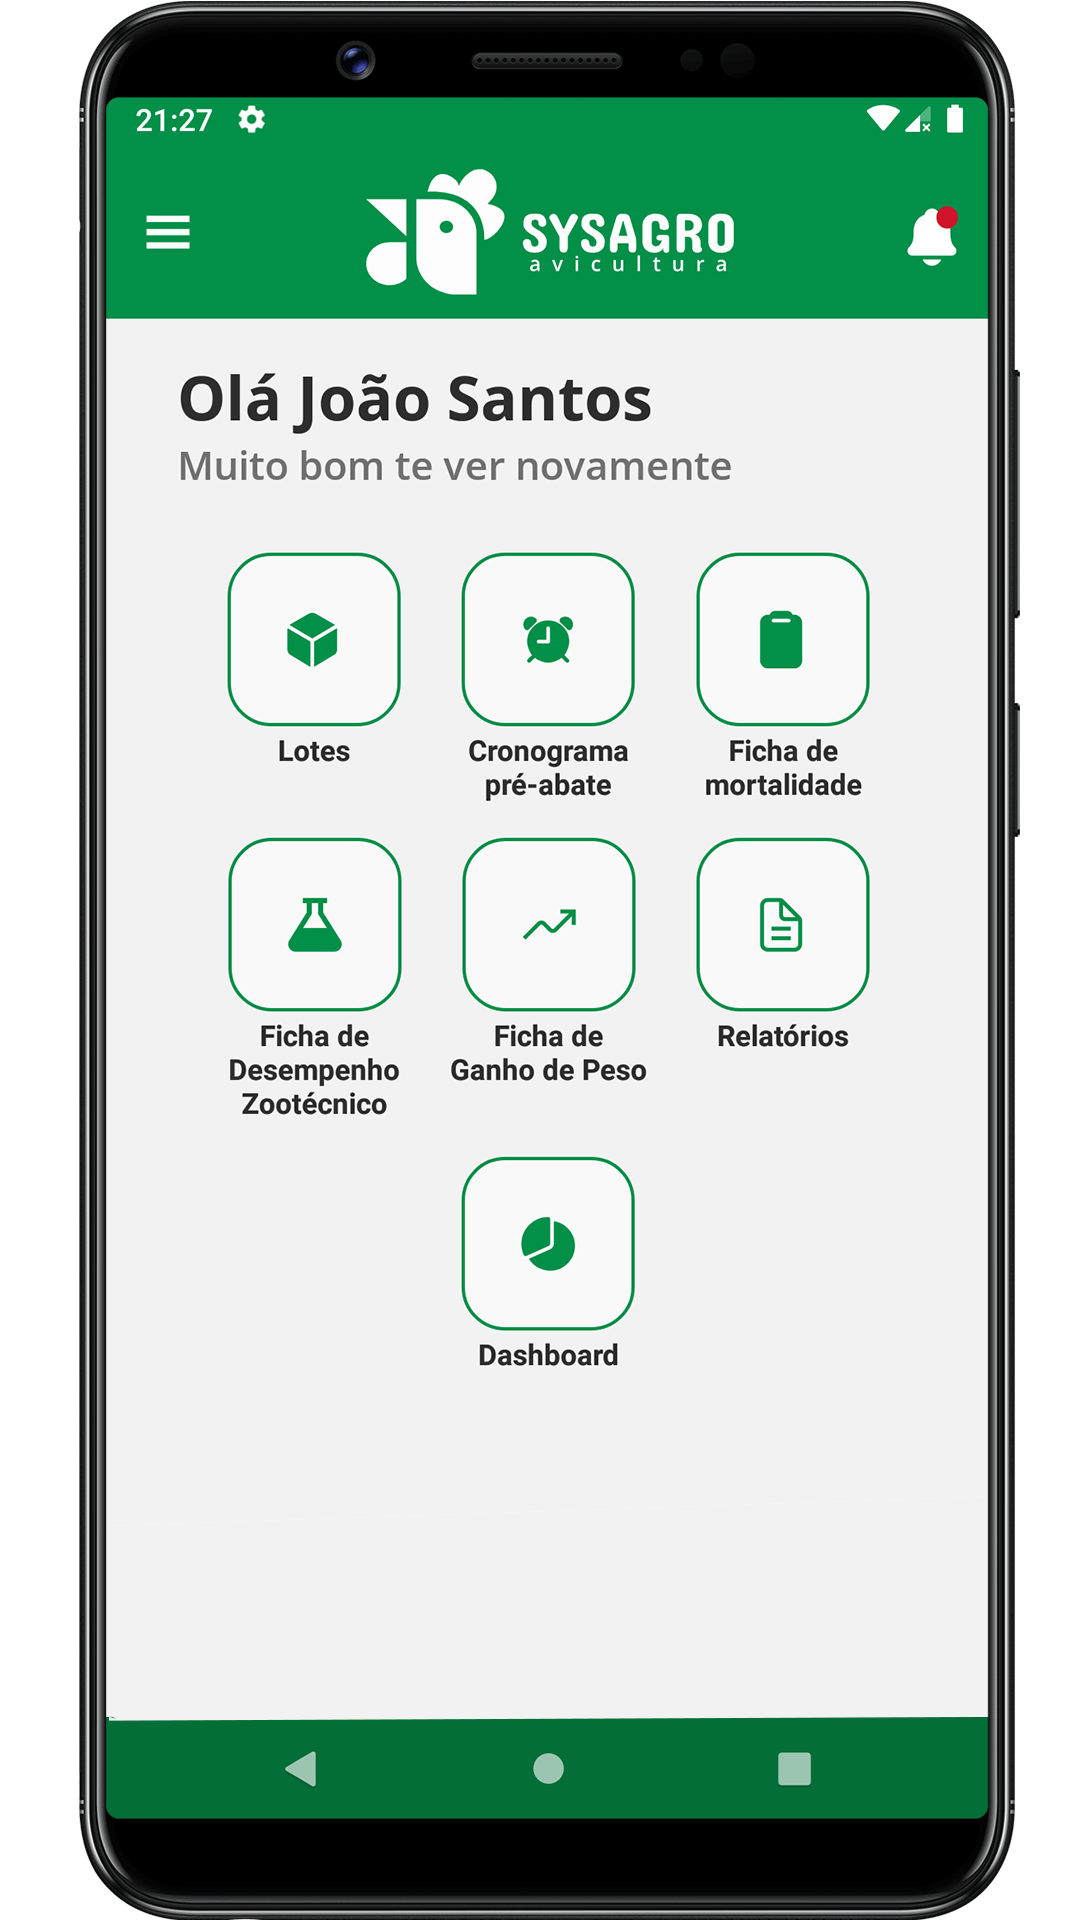 21:27
SYSAGRO
avicultura
Olá João Santos
Muito bom te ver novamente
Lotes
Cronograma
pré-abate
Ficha de
mortalidade
Ficha de
Desempenho
Zootécnico
Ficha de
Ganho de Peso
Relatórios
Dashboard